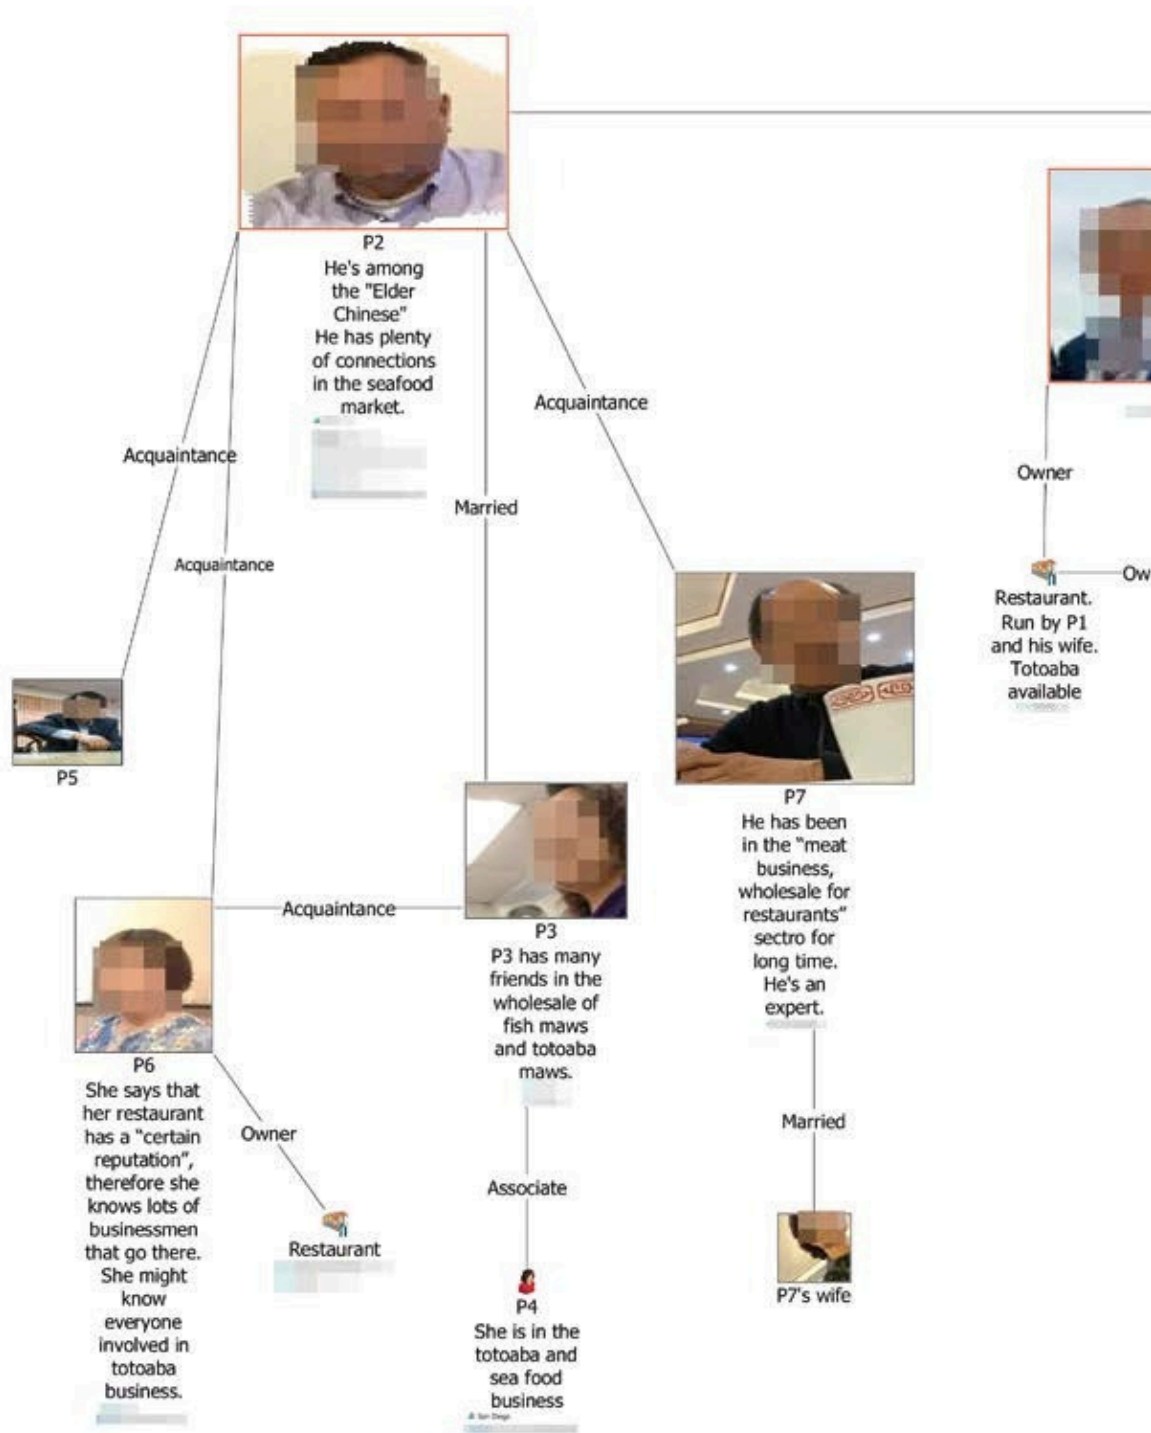 P2
He's among
the "Elder
Chinese"
He has plenty
of connections
in the seafood
market.
Acquaintance
Acquaintance
Married
Acquaintance
Owner
Ow
Restaurant.
Run by P1
and his wife.
Totoaba
available
P5
P7
He has been
in the “meat
business,
wholesale for
restaurants”
sectro for
long time.
He's an
expert.
Married
P7's wife
Acquaintance
P3
P3 has many
friends in the
wholesale of
fish maws
and totoaba
maws.
Associate
P4
She is in the
totoaba and
sea food
business
San Diego
P6
She says that
her restaurant
has a “certain
reputation”,
therefore she
knows lots of
businessmen
that go there.
She might
know
everyone
involved in
totoaba
business.
Owner
Restaurant